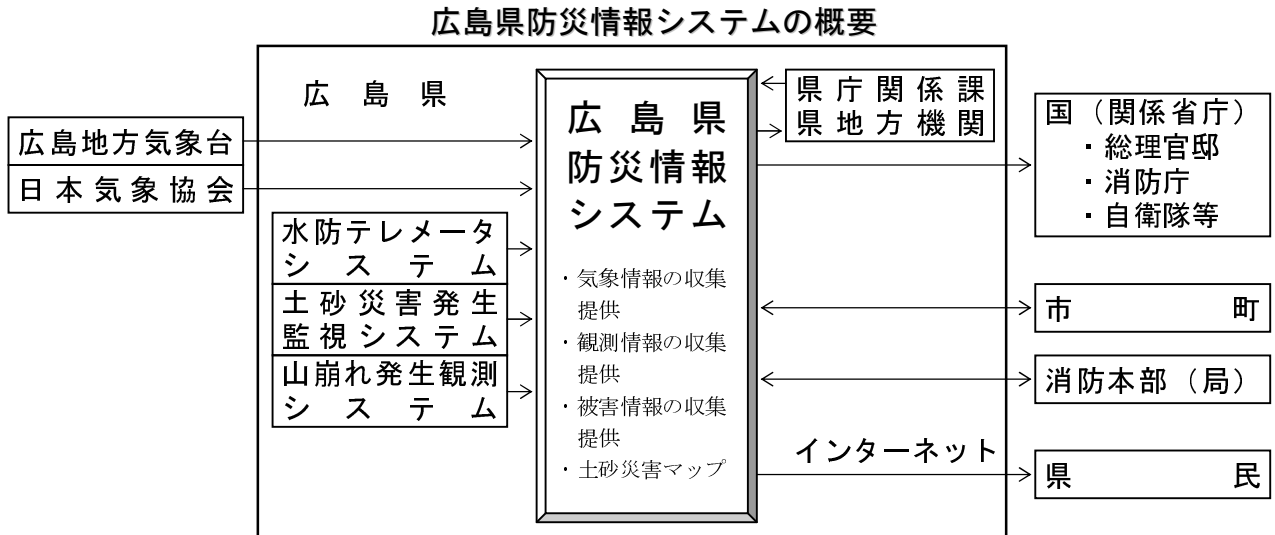 広島県防災情報システムの概要
広島県
広島地方気象台
日本気象協会
水防テレメータ
システム
土砂災害発生
監視システム
山崩れ発生観測
システム
広島県
防災情報
システム
・気象情報の収集
提供
・観測情報の収集
提供
・被害情報の収集
提供
・土砂災害マップ
県庁関係課
県地方機関
国（関係省庁）
・総理官邸
・消防庁
・自衛隊等
市町
消防本部（局）
インターネット
県民